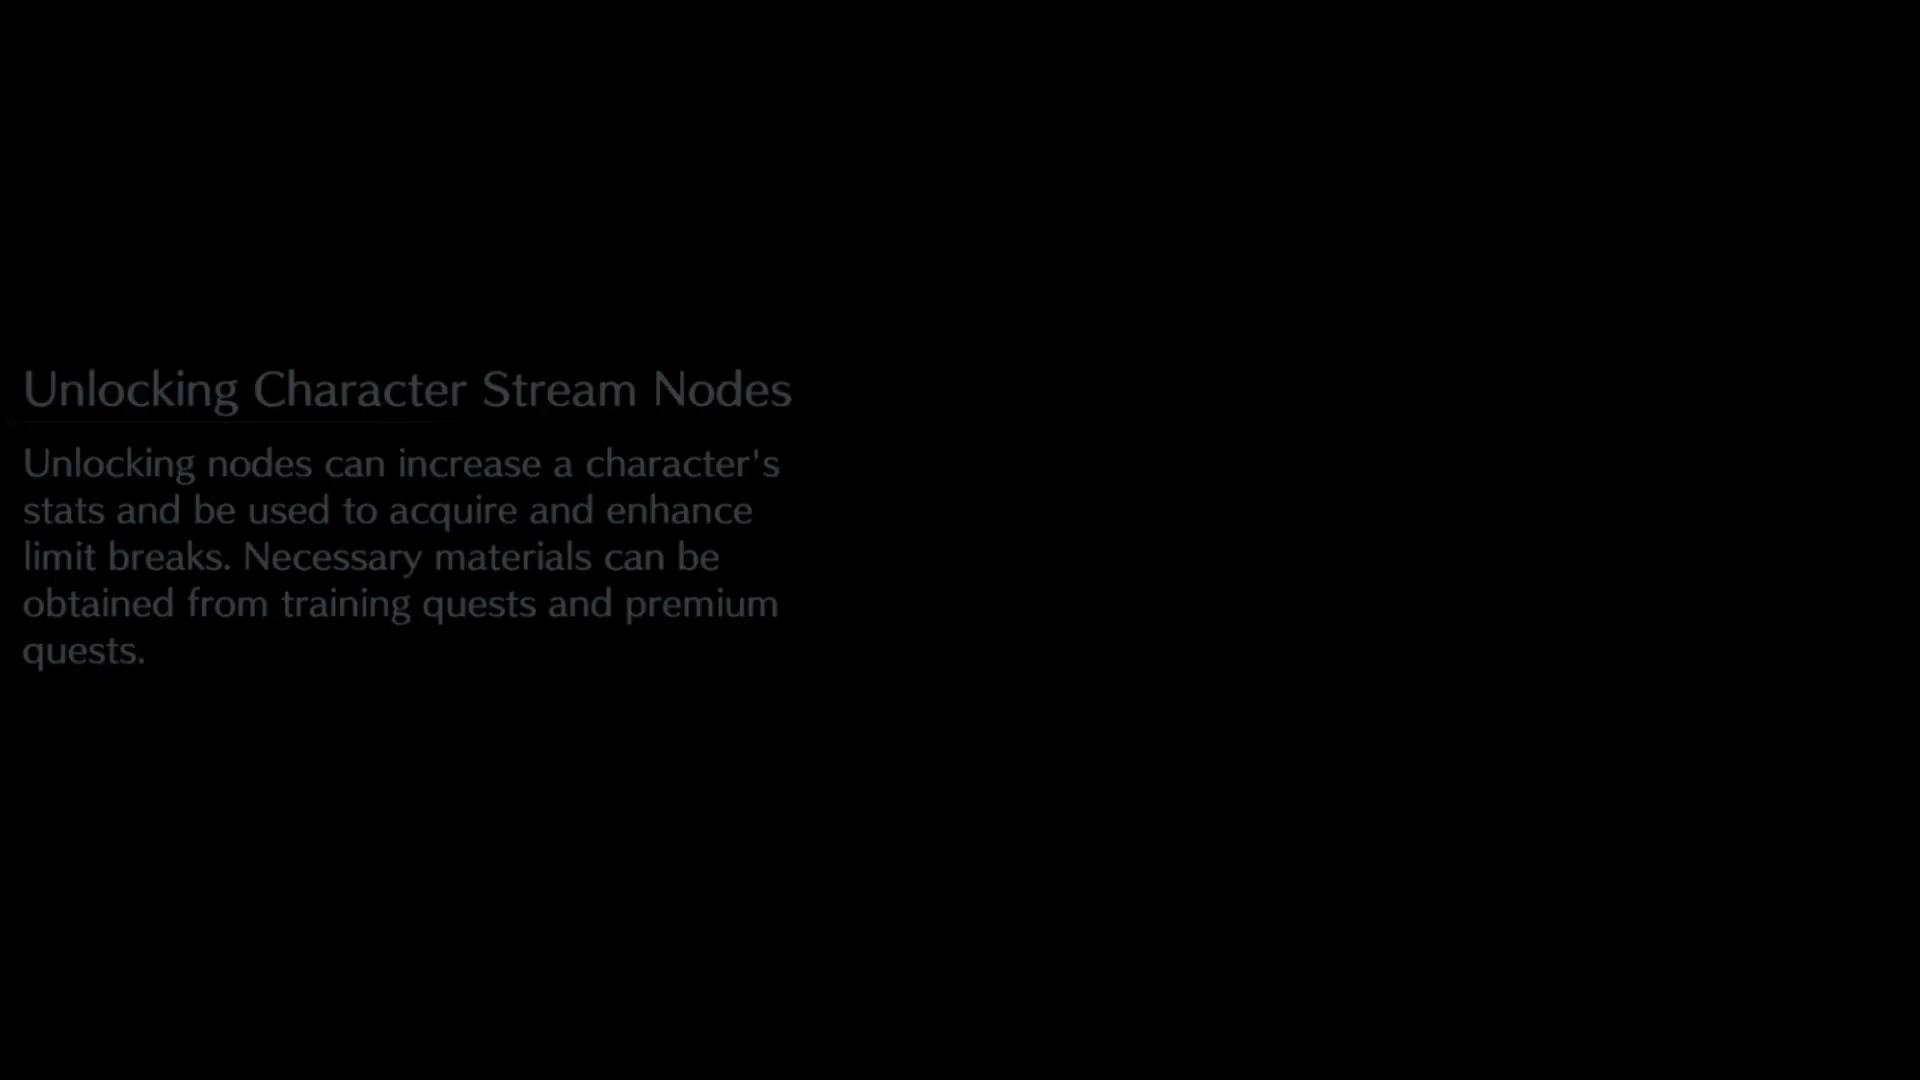 Unlocking Character Stream Nodes
Unlocking nodes can increase a character's
stats and be used to acquire and enhance
limit breaks. Necessary materials can be
obtained from training quests and premium
quests.